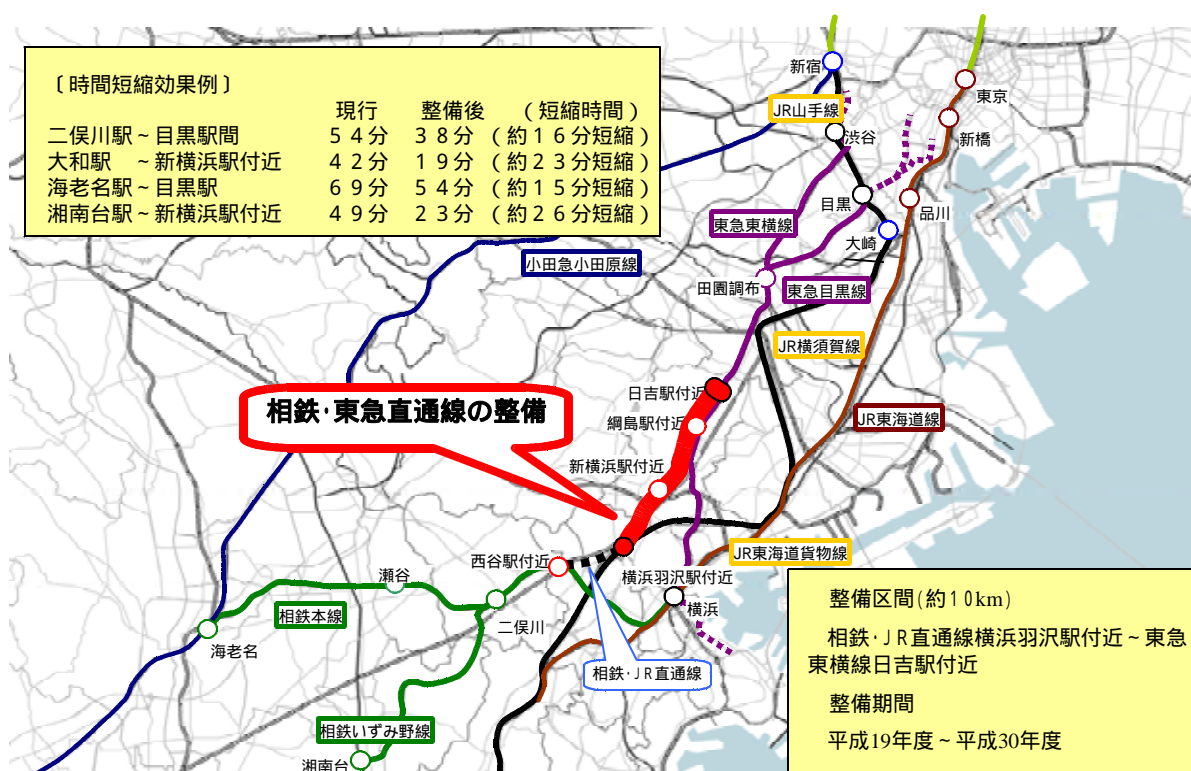 〔時間短縮効果例〕
現行 整備後 (短縮時間)
二俣川駅~目黒駅間 54分 38分 (約16分短縮)
大和駅 ~新横浜駅付近 42分 19分 (約23分短縮)
海老名駅~目黒駅 69分 54分 (約15分短縮)
湘南台駅~新横浜駅付近 49分 23分 (約26分短縮)
新宿
東京
JR山手線
渋谷
新橋
目黒
品川
東急東横線
大崎
小田急小田原線
田園調布
東急目黒線
JR横須賀線
日吉駅付近
相鉄・東急直通線の整備
綱島駅付近
JR東海道線
新横浜駅付近
JR東海道貨物線
西谷駅付近
瀬谷
横浜羽沢駅付近
横浜
相鉄本線
二俣川
海老名
相鉄・JR直通線
相鉄いずみ野線
湘南台
整備区間(約10km)
相鉄・JR直通線横浜羽沢駅付近~東急
東横線日吉駅付近
整備期間
平成19年度~平成30年度